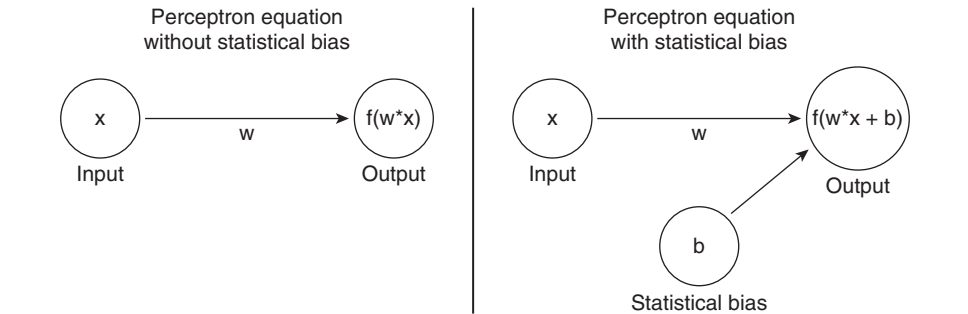 Perceptron equation
without statistical bias
x
w
f(w*x)
Input
Output
Perceptron equation
with statistical bias
x
w
f(w*x + b)
Input
Output
b
Statistical bias